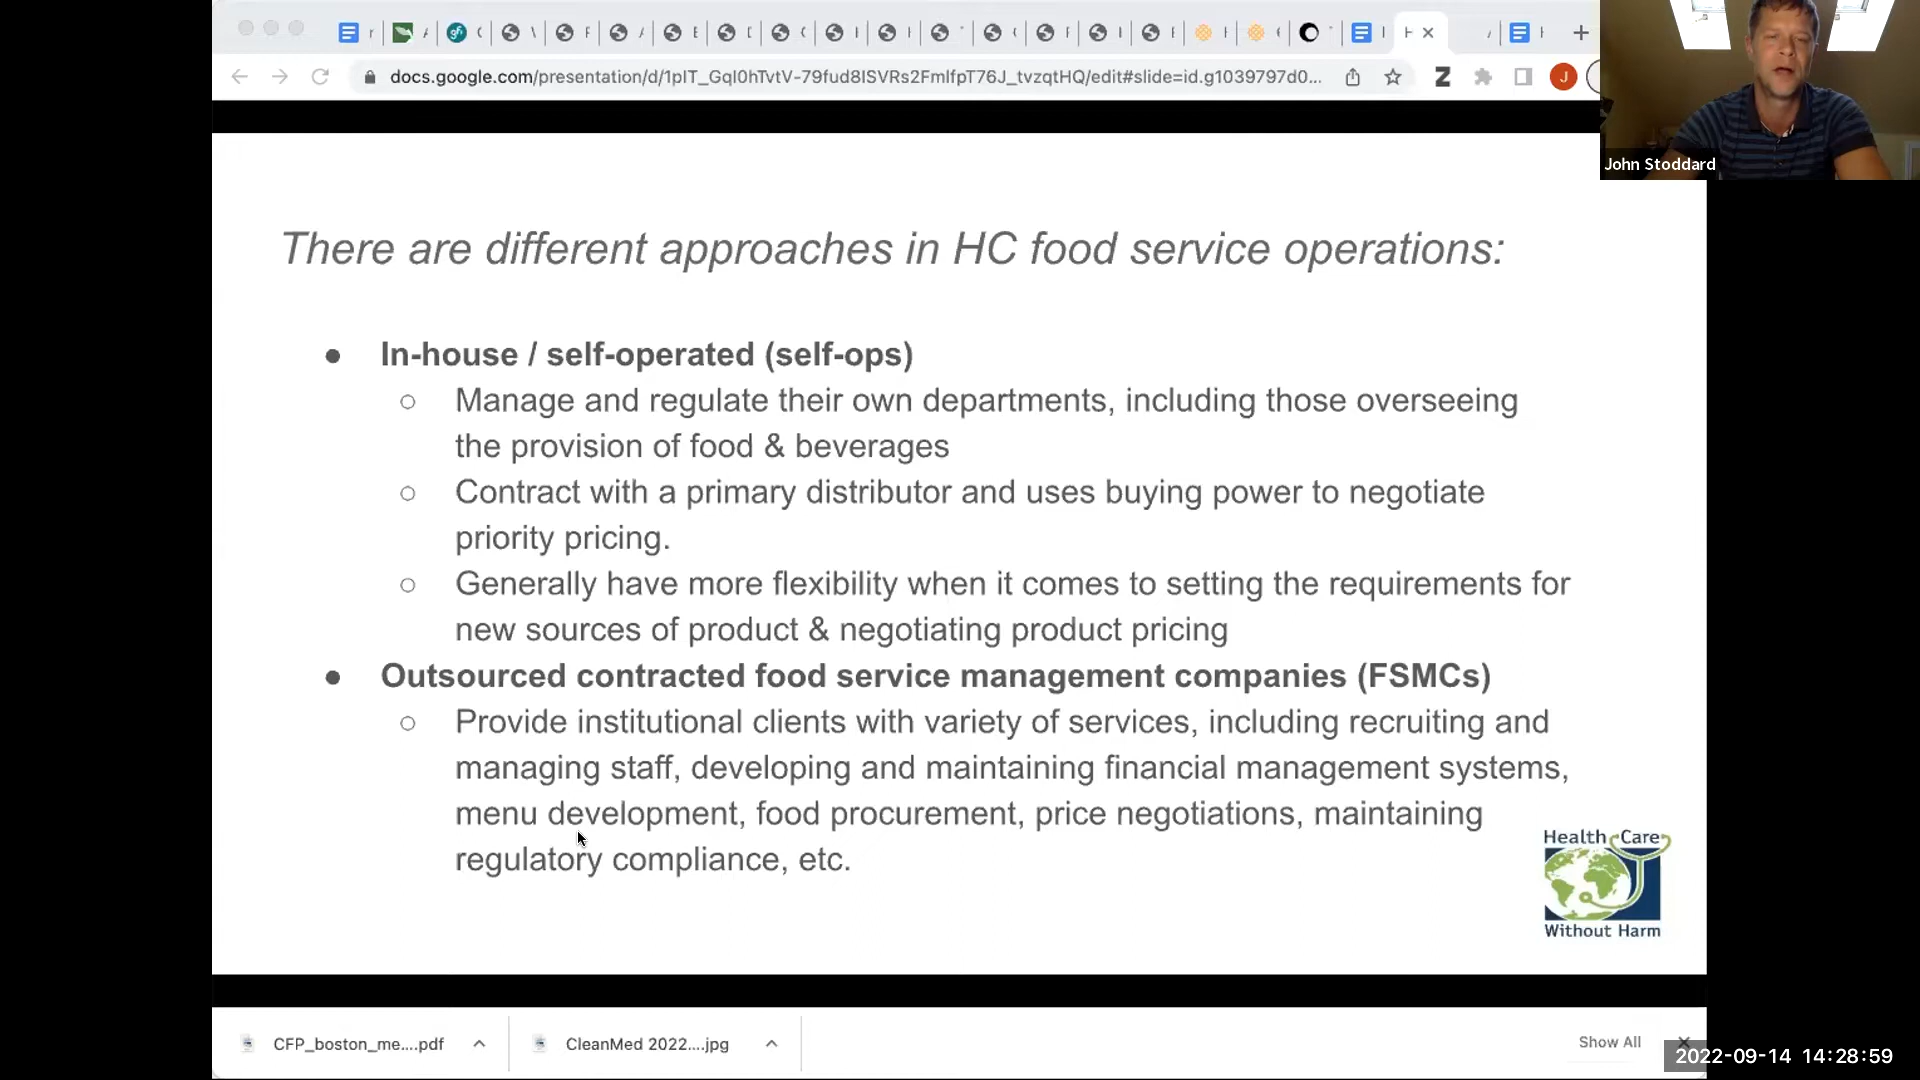 docs.google.com/presentation/d/1pIT_GqI0hTvtV-79fud8ISVRs2FmlfpT76J_tvzqtHQ/edit#slide=id.g1039797d0...
J
John Stoddard
There are different approaches in HC food service operations:
In-house / self-operated (self-ops)
Manage and regulate their own departments, including those overseeing
the provision of food & beverages
Contract with a primary distributor and uses buying power to negotiate
priority pricing.
Generally have more flexibility when it comes to setting the requirements for
new sources of product & negotiating product pricing
Outsourced contracted food service management companies (FSMCs)
Provide institutional clients with variety of services, including recruiting and
managing staff, developing and maintaining financial management systems,
menu development, food procurement, price negotiations, maintaining
regulatory compliance, etc.
Health Care
Without Harm
CFP_boston_me....pdf
CleanMed 2022....jpg
Show All
2022-09-14 14:28:59